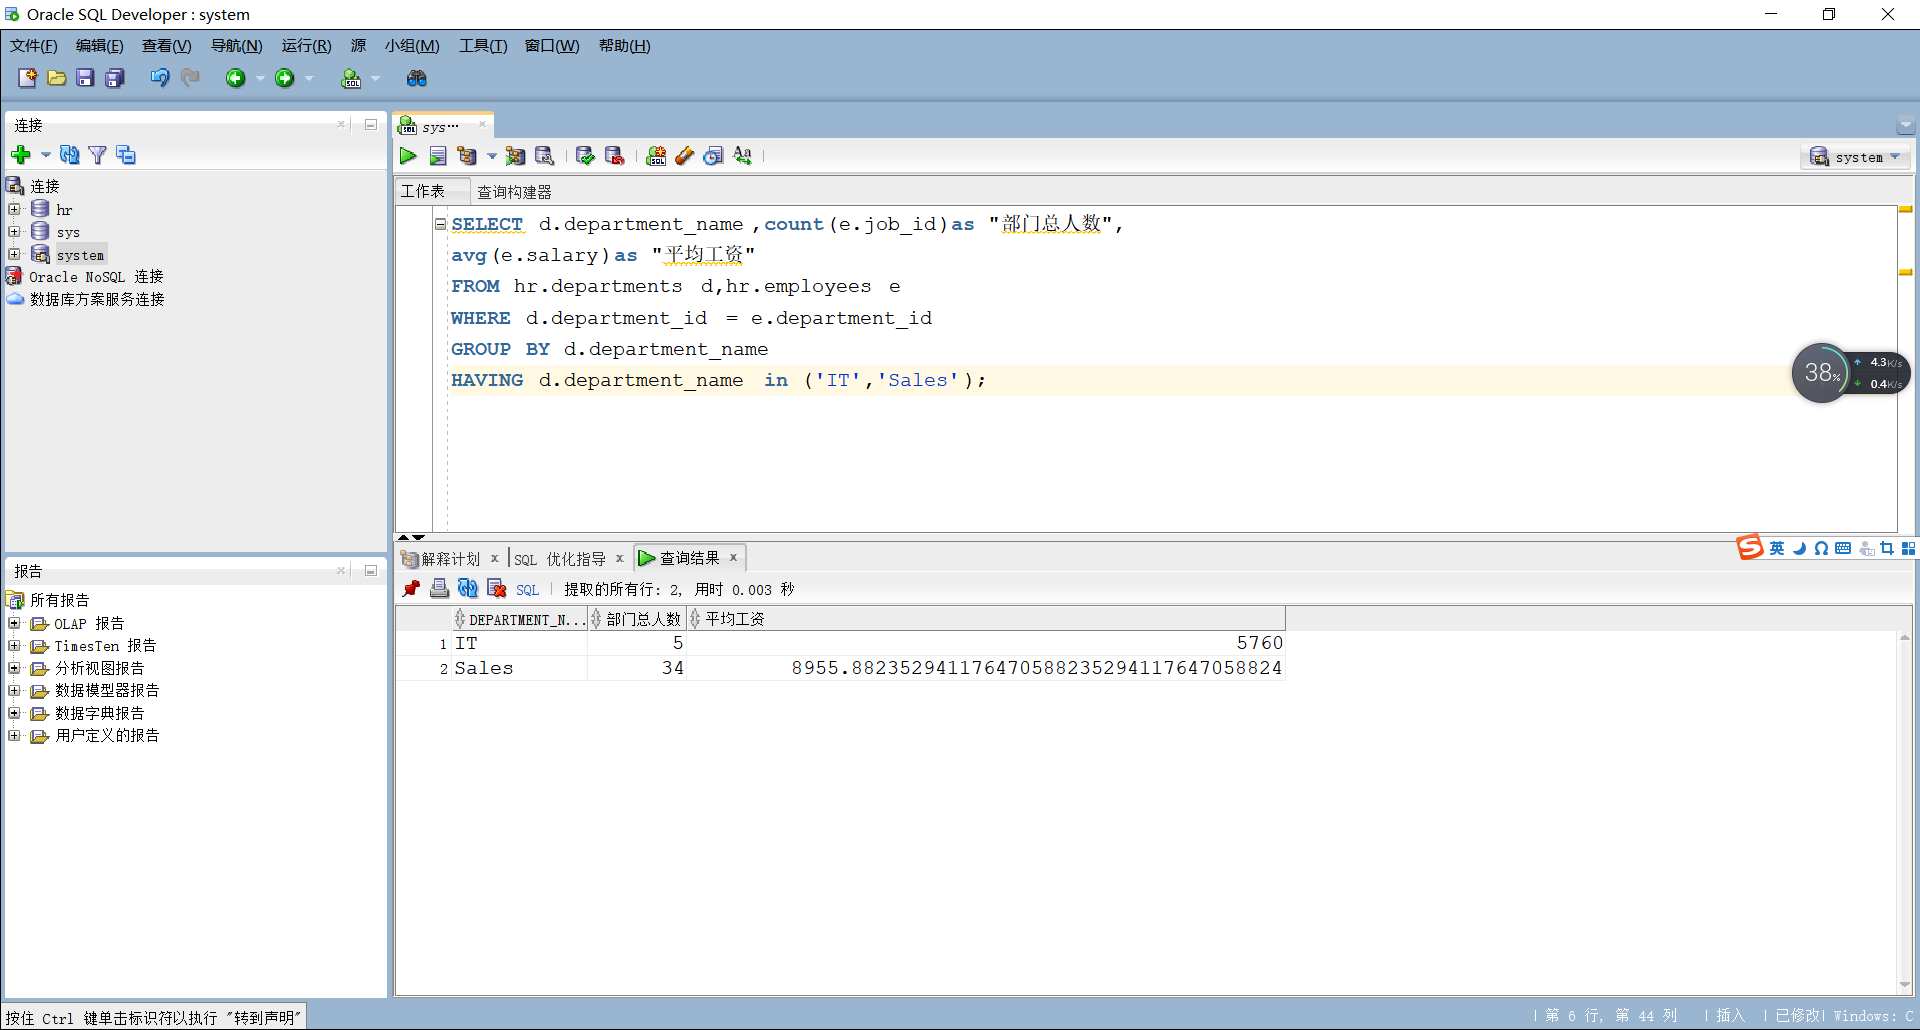 Oracle SQL Developer : system
文件(F) 编辑(E) 查看(V) 导航(N) 运行(R) 源 小组(M) 工具(T) 窗口(W) 帮助(H)
连接
连接
hr
sys
system
Oracle NoSQL 连接
数据库方案服务连接
报告
所有报告
OLAP 报告
TimesTen 报告
分析视图报告
数据模型器报告
数据字典报告
用户定义的报告
sys…
system
工作表 查询构建器
SELECT d.department_name ,count(e.job_id)as "部门总人数",
avg(e.salary)as "平均工资"
FROM hr.departments d,hr.employees e
WHERE d.department_id = e.department_id
GROUP BY d.department_name
HAVING d.department_name in ('IT','Sales');
38%
4.3K/s
0.4K/s
英
解释计划 SQL 优化指导 查询结果
SQL 提取的所有行: 2, 用时 0.003 秒
DEPARTMENT_N... 部门总人数 平均工资
1 IT 5 5760
2 Sales 34 8955.88235294117647058823529411764705 8824
按住 Ctrl 键单击标识符以执行 "转到声明"
第 6 行, 第 44 列 | 插入 | 已修改| Windows: C